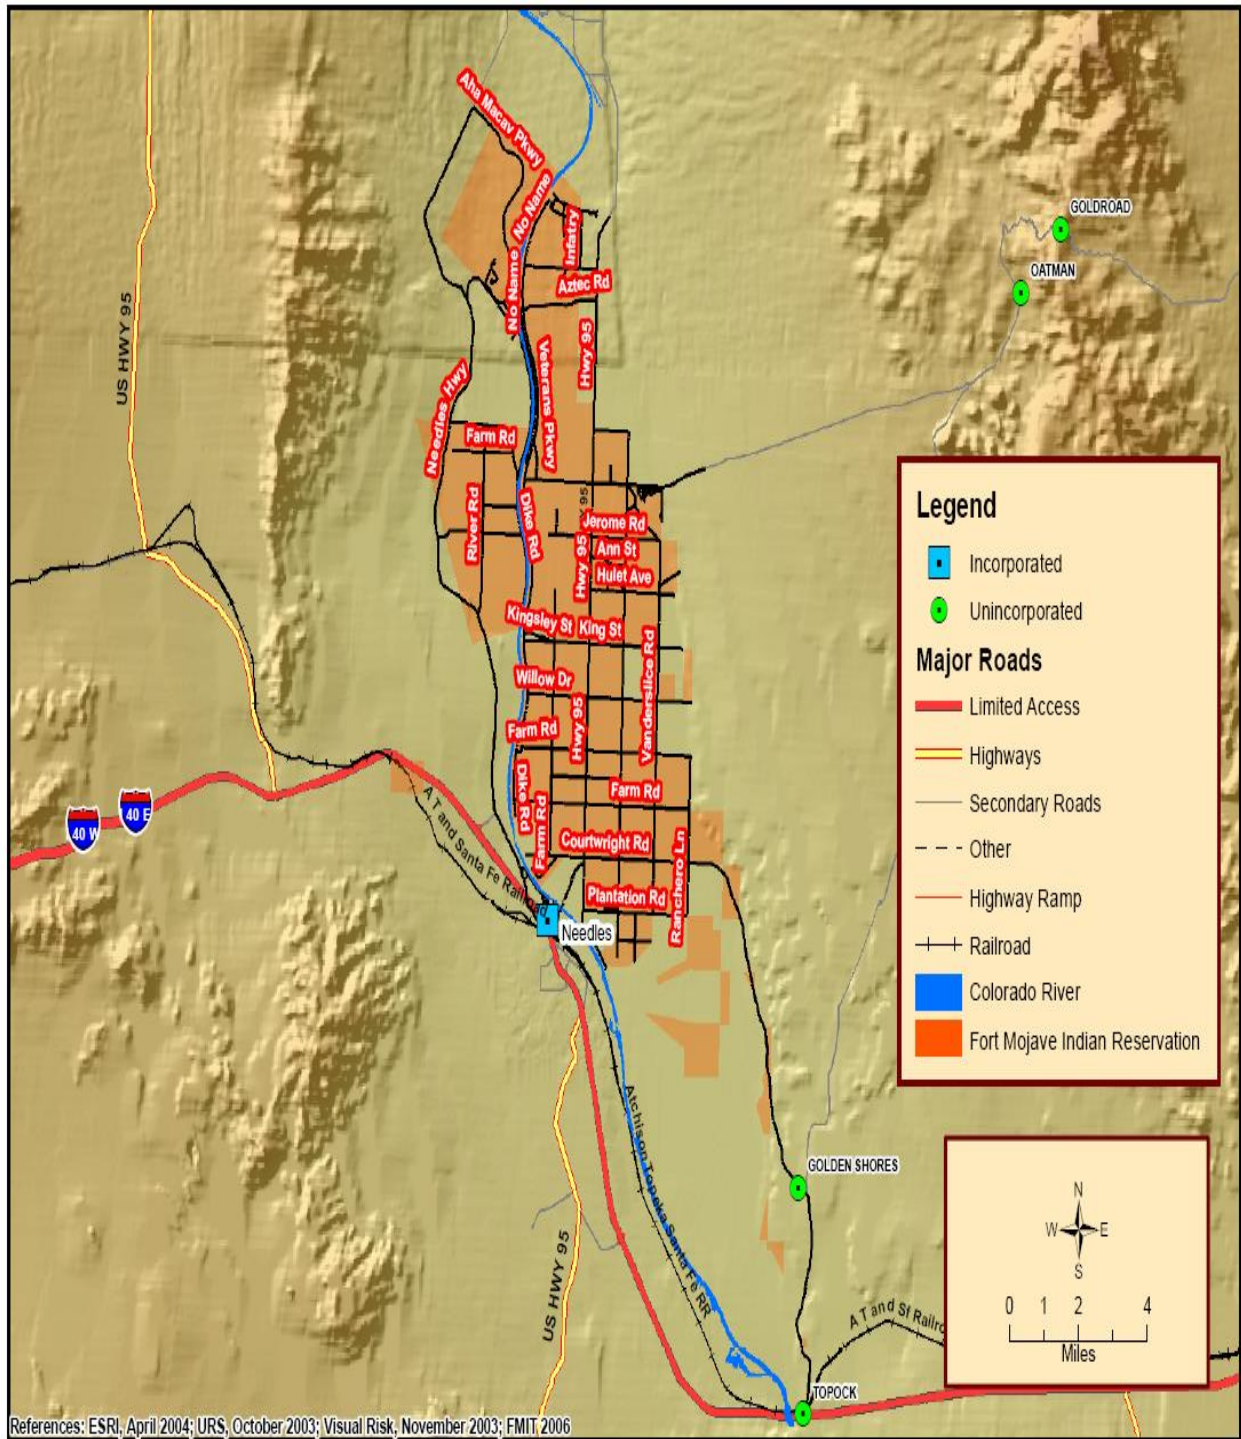 Aha Macav Pkwy
No Name
No Name
Infatry
Aztec Rd
GOLDROAD
OATMAN
US HWY 95
Needles Hwy
Veterans Pkwy
Hwy 95
Farm Rd
River Rd
Dike Rd
Jerome Rd
Ann St
Hwy 95
Hulet Ave
Kingsley St
King St
Vanderslice Rd
Willow Dr
Hwy 95
Farm Rd
Dike Rd
Farm Rd
Farm Rd
Courtwright Rd
Ranchero Ln
Plantation Rd
40 W
40 E
A T and Santa Fe Railroad
Needles
Atchison Topeka Santa Fe RR
US HWY 95
GOLDEN SHORES
A T and Sf Railro
TOPOCK
Legend
Incorporated
Unincorporated
Major Roads
Limited Access
Highways
Secondary Roads
Other
Highway Ramp
Railroad
Colorado River
Fort Mojave Indian Reservation
N
W E
S
0 1 2 4
Miles
References: ESRI, April 2004; URS, October 2003; Visual Risk, November 2003; FMIT 2006